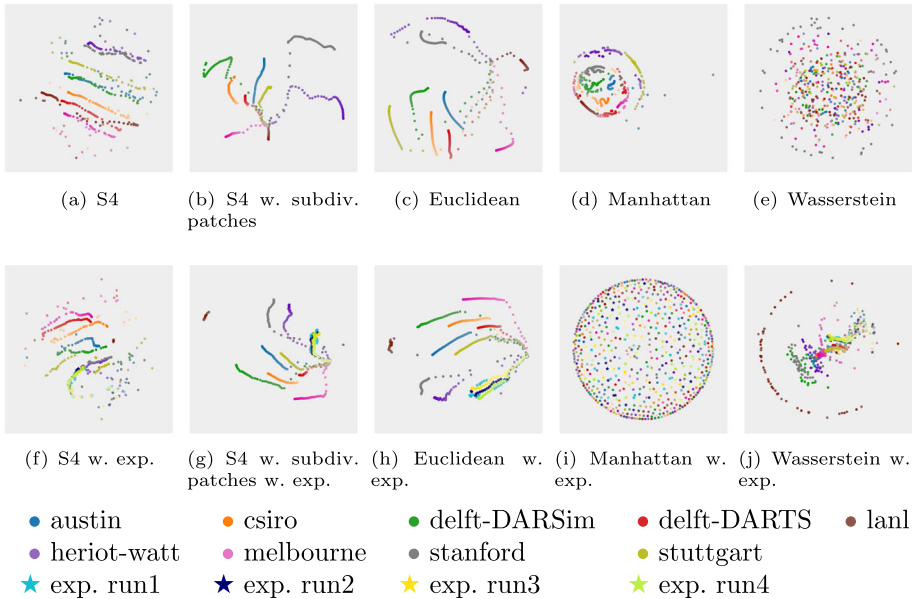 (a) S4
(b) S4 w. subdiv. patches
(c) Euclidean
(d) Manhattan
(e) Wasserstein
(f) S4 w. exp.
(g) S4 w. subdiv. patches w. exp.
(h) Euclidean w. exp.
(i) Manhattan w. exp.
(j) Wasserstein w. exp.
austin
csiro
delft-DARSim
delft-DARTS
lanl
heriot-watt
melbourne
stanford
stuttgart
exp. run1
exp. run2
exp. run3
exp. run4